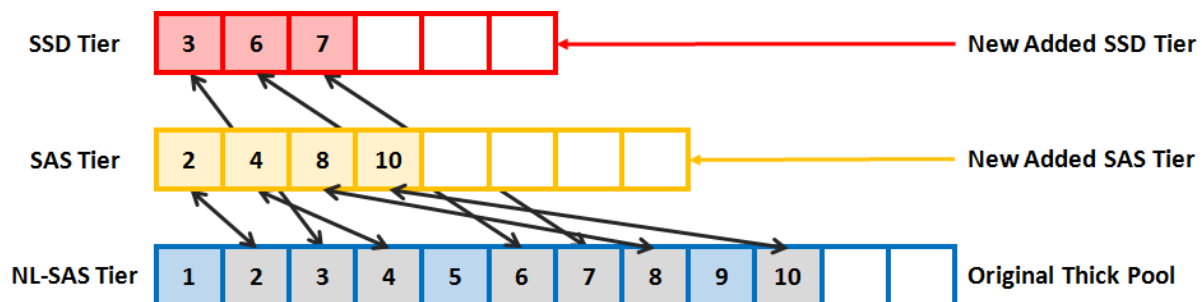 SSD Tier 3 6 7 New Added SSD Tier
SAS Tier 2 4 8 10 New Added SAS Tier
NL-SAS Tier 1 2 3 4 5 6 7 8 9 10 Original Thick Pool